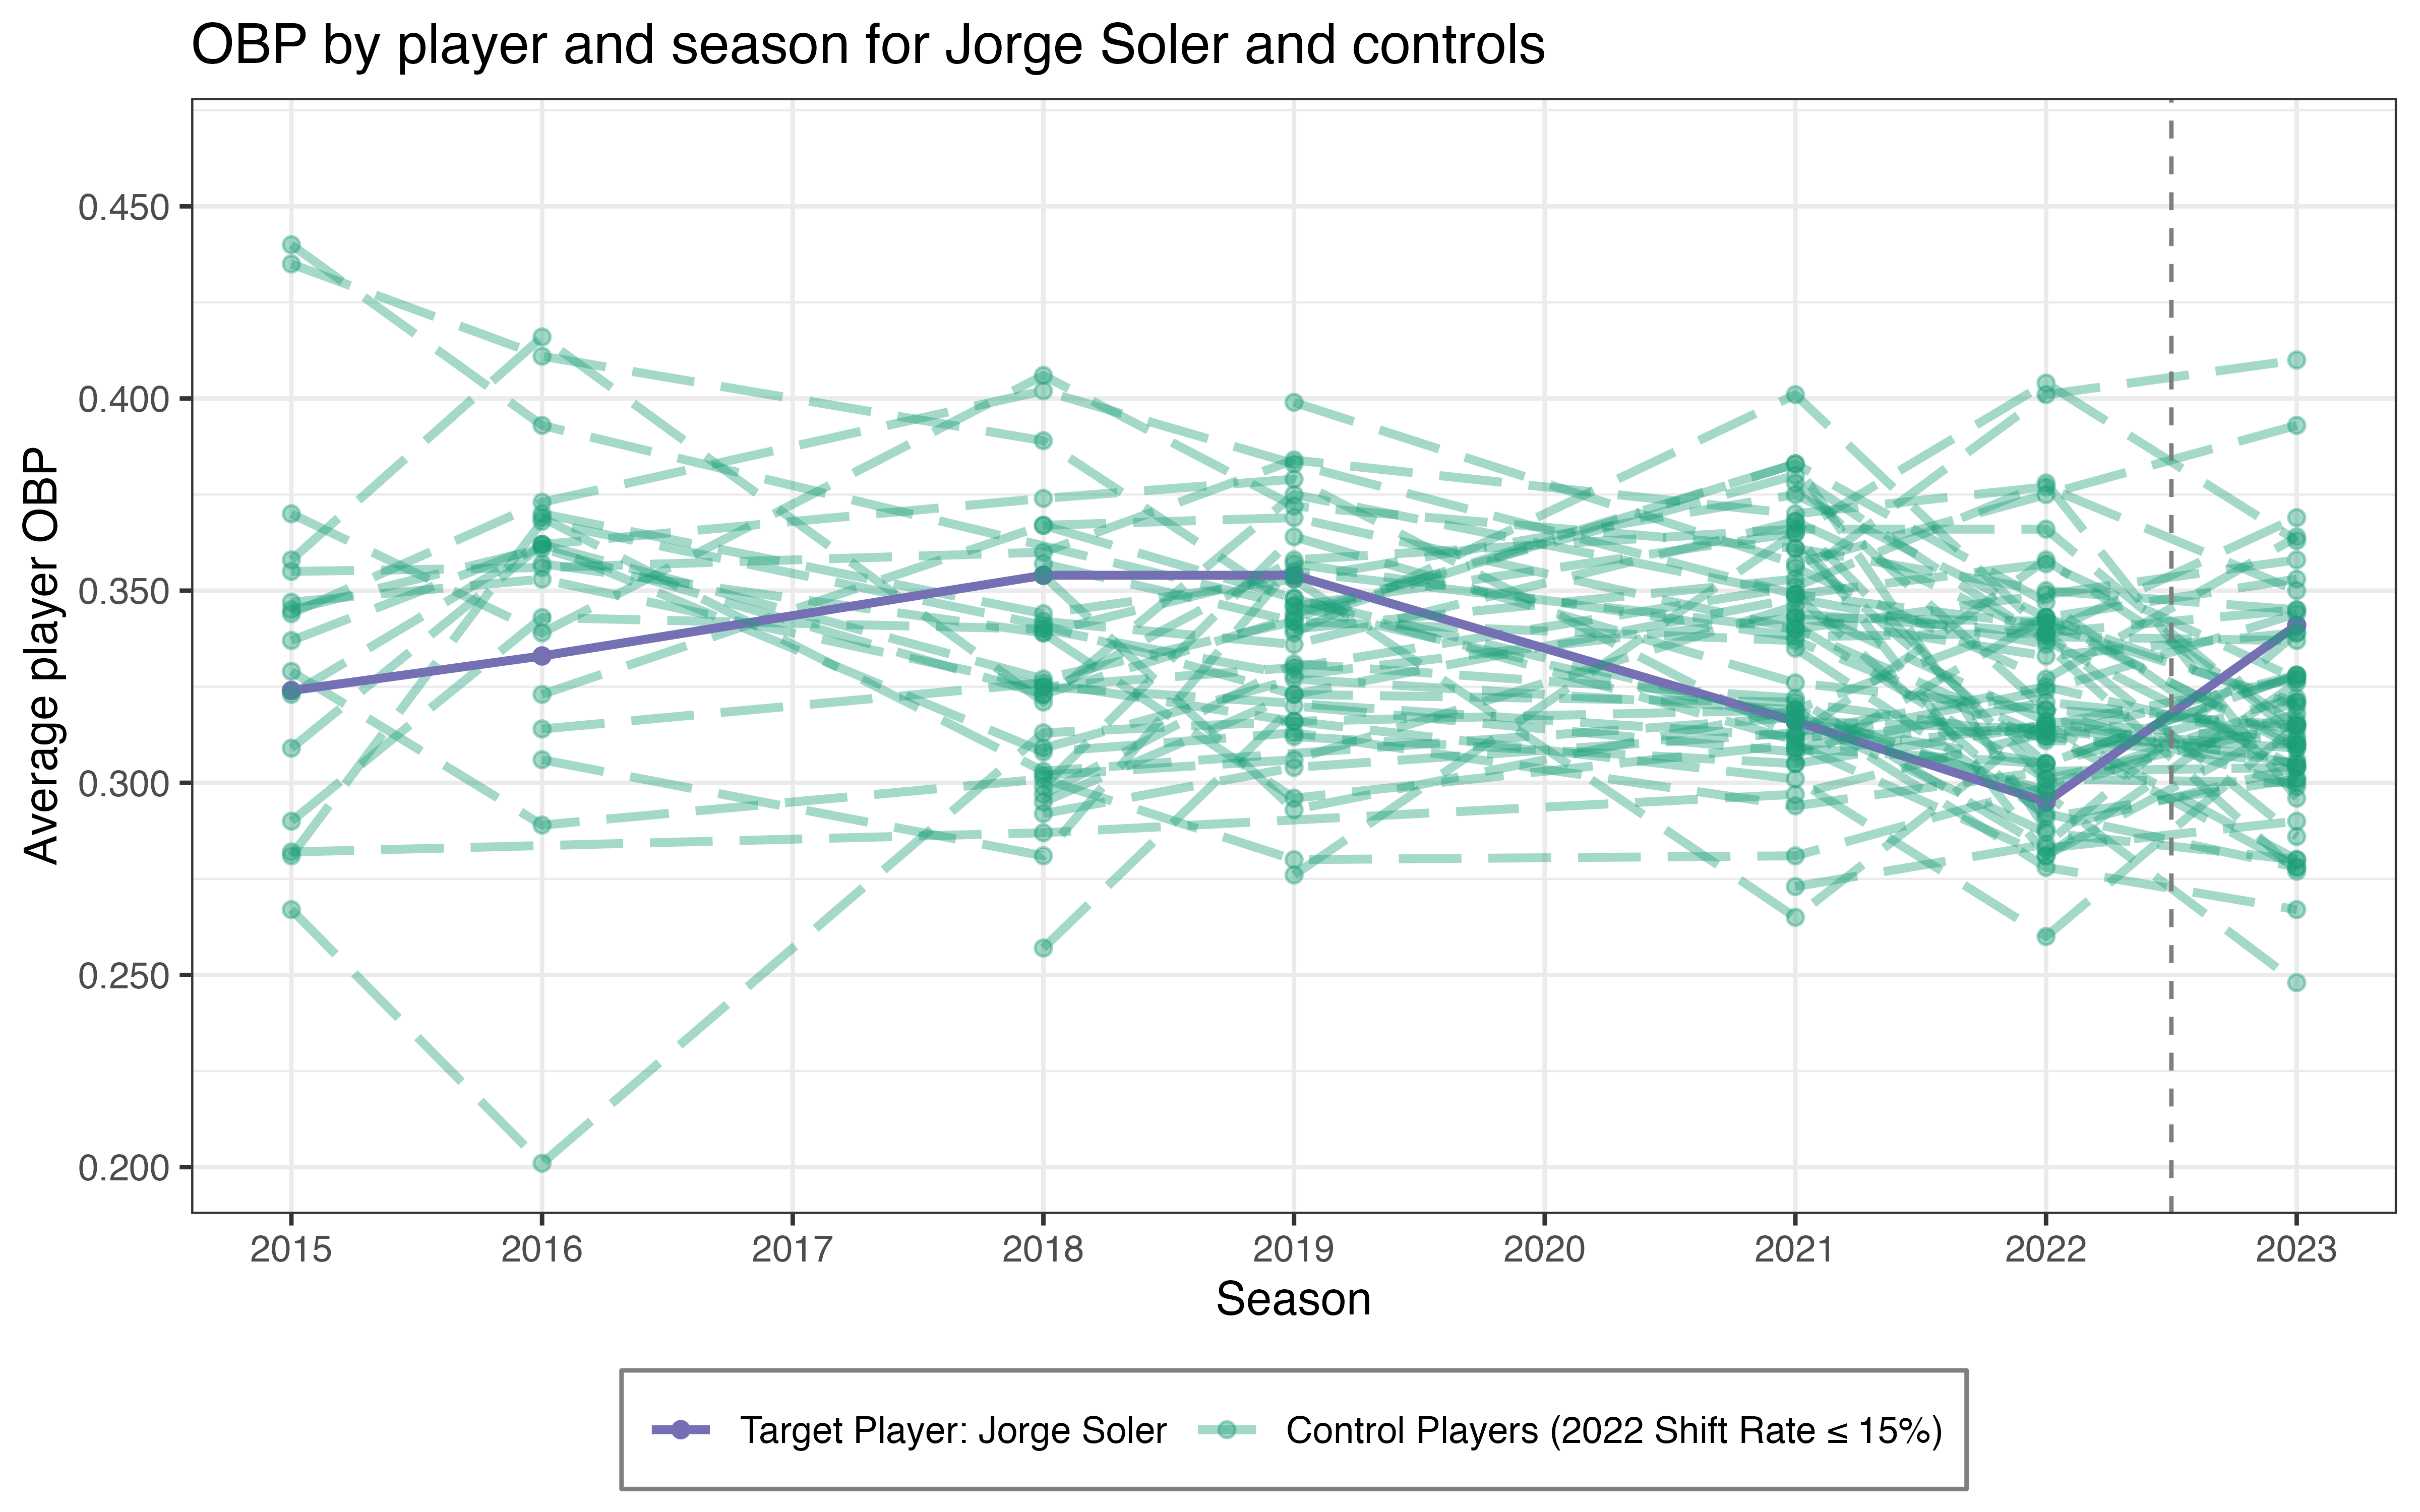 OBP by player and season for Jorge Soler and controls
Average player OBP
0.450
0.400
0.350
0.300
0.250
0.200
2015 2016 2017 2018 2019 2020 2021 2022 2023
Season
Target Player: Jorge Soler Control Players (2022 Shift Rate ≤ 15%)